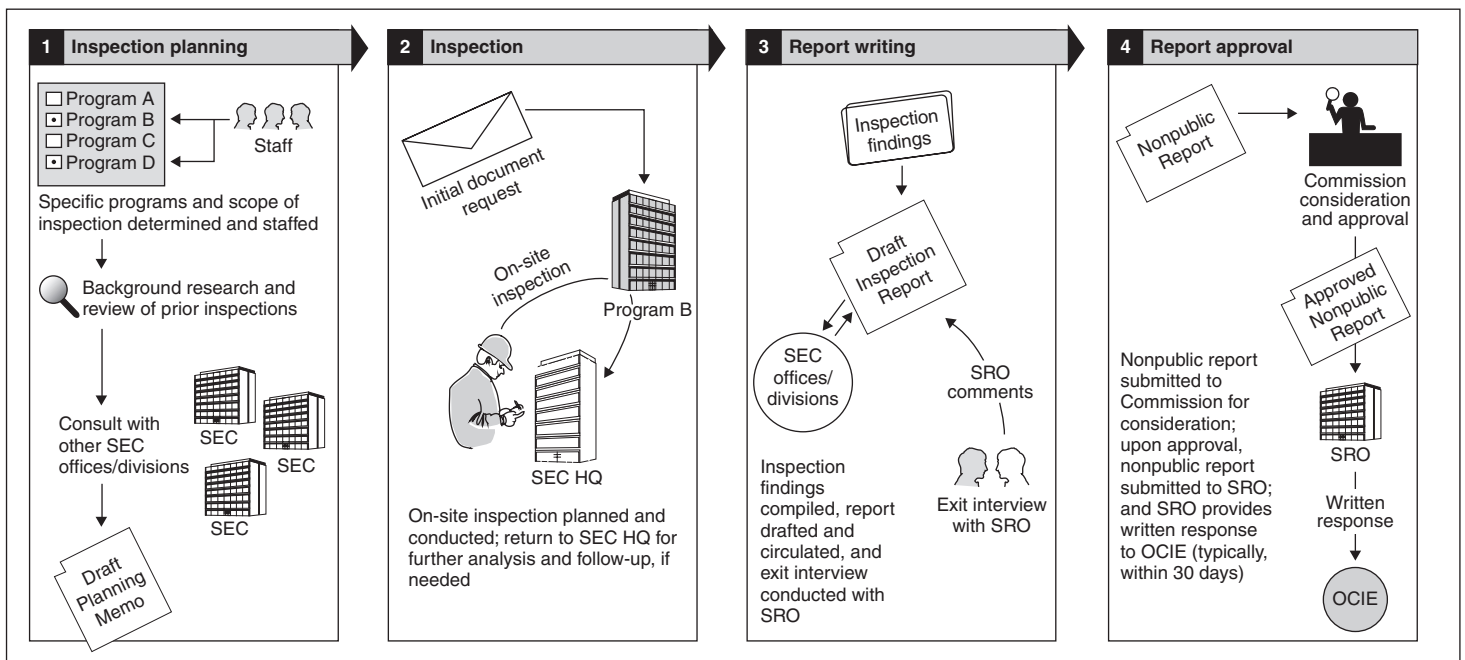 1 Inspection planning
Program A
Program B
Program C
Program D
Staff
Specific programs and scope of
inspection determined and staffed
Background research and
review of prior inspections
Consult with
other SEC
offices/divisions
SEC
SEC
SEC
Draft
Planning
Memo
2 Inspection
Initial document
request
Program B
On-site
inspection
SEC HQ
On-site inspection planned and
conducted; return to SEC HQ for
further analysis and follow-up, if
needed
3 Report writing
Inspection
findings
Draft
Inspection
Report
SEC
offices/
divisions
SRO
comments
Exit interview
with SRO
Inspection
findings
compiled, report
drafted and
circulated, and
exit interview
conducted with
SRO
4 Report approval
Nonpublic
Report
Commission
consideration
and approval
Approved
Nonpublic
Report
SRO
Written
response
OCIE
Nonpublic report
submitted to
Commission for
consideration;
upon approval,
nonpublic report
submitted to SRO;
and SRO provides
written response
to OCIE (typically,
within 30 days)